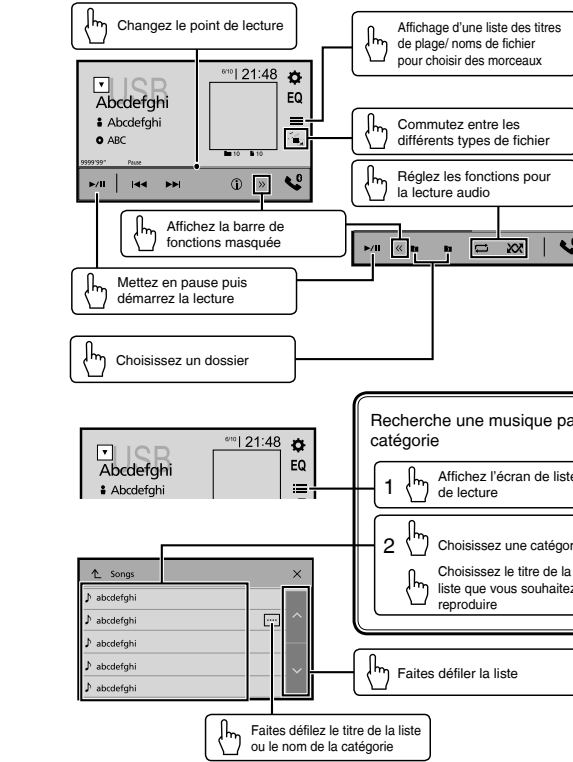 Changez le point de lecture
Affichage d’une liste des titres
de plage/ noms de fichier
pour choisir des morceaux
USB
Abcdefghi
Abcdefghi
ABC
6/10 | 21:48
EQ
10 10
9999'99" Pause
Commutez entre les
différents types de fichier
Réglez les fonctions pour
la lecture audio
Affichez la barre de
fonctions masquée
Mettez en pause puis
démarrez la lecture
Choisissez un dossier
USB
Abcdefghi
Abcdefghi
6/10 | 21:48
EQ
Recherche une musique pa
catégorie
1 Affichez l’écran de liste
de lecture
2 Choisissez une catégor
Choisissez le titre de la
liste que vous souhaitez
reproduire
Songs
abcdefghi
abcdefghi
abcdefghi
abcdefghi
abcdefghi
Faites défiler la liste
Faites défilez le titre de la liste
ou le nom de la catégorie